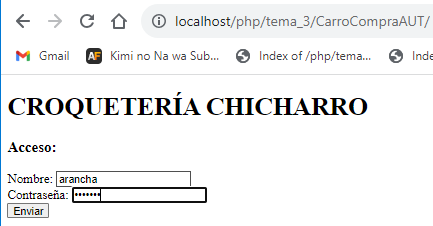 localhost/php/tema_3/CarroCompraAUT/
Gmail Kimi no Na wa Sub... Index of /php/tema... Index
CROQUETERÍA CHICHARRO
Acceso:
Nombre: arancha
Contraseña: •••••••
Enviar